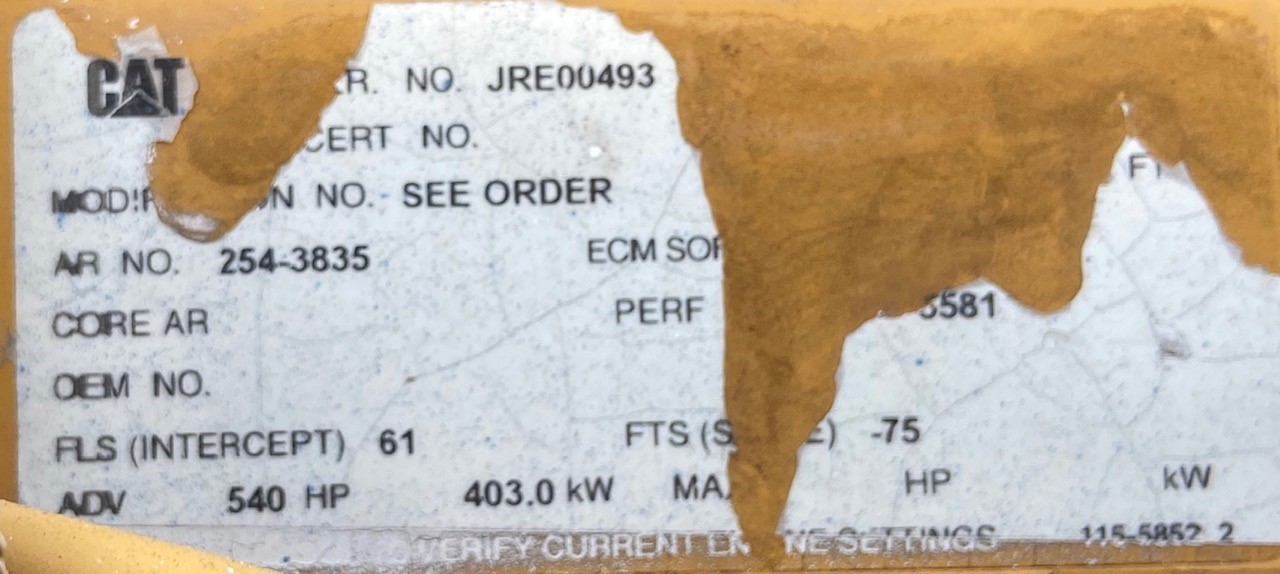 CAT
R. NO. JRE00493
CERT NO.
N NO. SEE ORDER
AR NO. 254-3835 ECM SOF
CORE AR PERF 5581
OEM NO.
FLS (INTERCEPT) 61 FTS (S E) -75
ADV 540 HP 403.0 kW MA HP kW
VERIFY CURRENT EN NE SETTINGS 115-5852 2